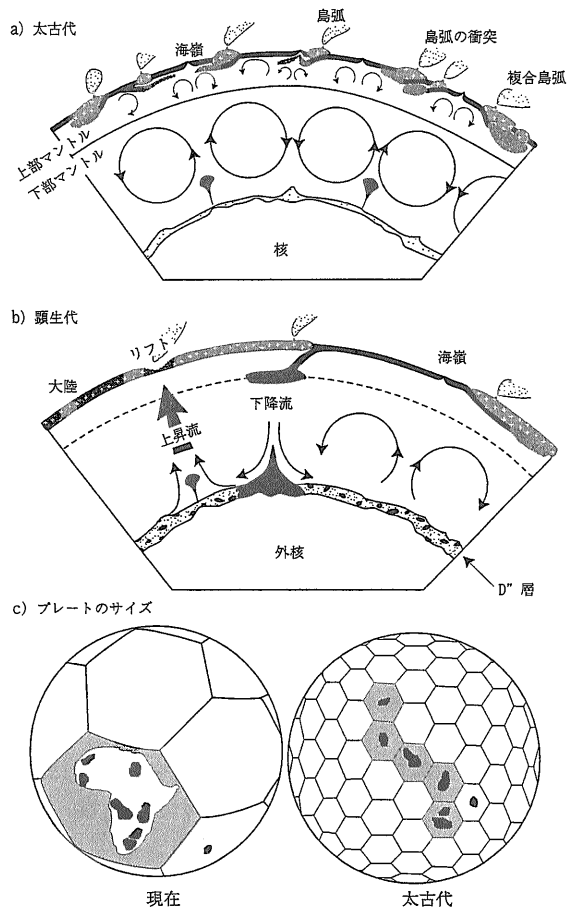 a) 太古代
島弧
海嶺
島弧の衝突
複合島弧
上部マントル
下部マントル
核
b) 顕生代
リフト
大陸
海嶺
下降流
上昇流
外核
D" 層
c) プレートのサイズ
現在
太古代